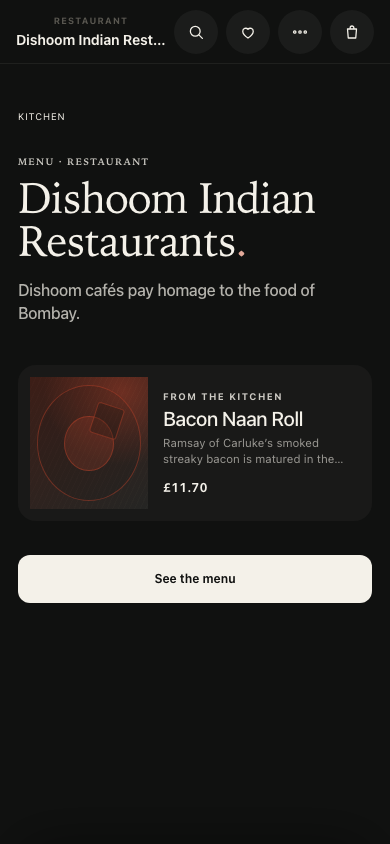 RESTAURANT
Dishoom Indian Rest...
KITCHEN
MENU · RESTAURANT
Dishoom Indian
Restaurants.
Dishoom cafés pay homage to the food of
Bombay.
FROM THE KITCHEN
Bacon Naan Roll
Ramsay of Carluke's smoked
streaky bacon is matured in the...
£11.70
See the menu